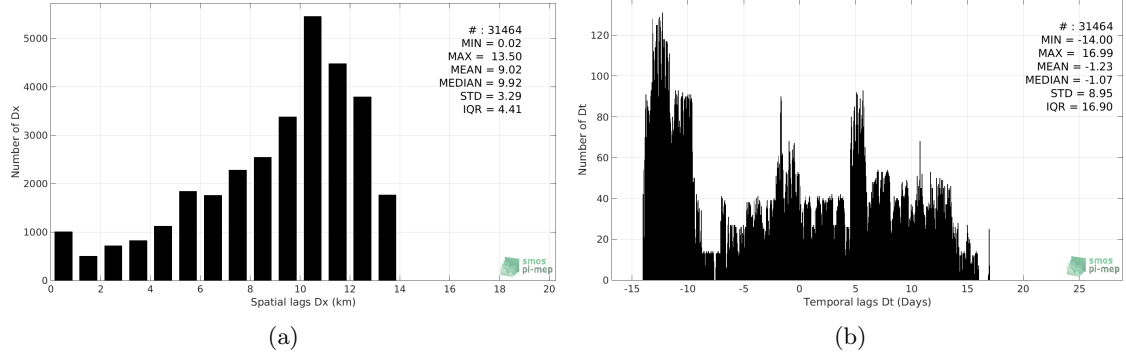 5000
4000
3000
2000
1000
0
Number of Dx
# : 31464
MIN = 0.02
MAX = 13.50
MEAN = 9.02
MEDIAN = 9.92
STD = 3.29
IQR = 4.41
smos
pi-mep
0 2 4 6 8 10 12 14 16 18 20
Spatial lags Dx (km)
(a)
120
100
80
60
40
20
0
Number of Dt
# : 31464
MIN = -14.00
MAX = 16.99
MEAN = -1.23
MEDIAN = -1.07
STD = 8.95
IQR = 16.90
smos
pi-mep
-15 -10 -5 0 5 10 15 20 25
Temporal lags Dt (Days)
(b)